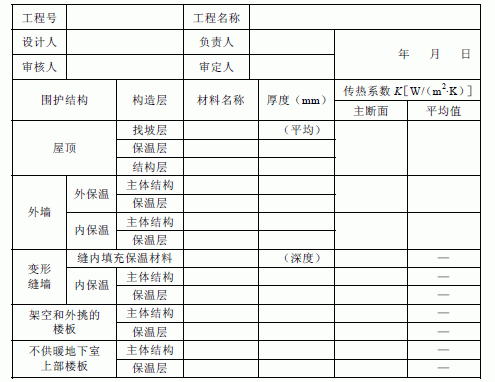 工程号 工程名称
设计人 负责人
年 月 日
审核人 审定人
围护结构 构造层 材料名称 厚度（mm） 传热系数 K[W/（m²·K）]
主断面 平均值
屋顶 找坡层 （平均）
保温层
结构层
外墙 外保温 主体结构
保温层
内保温 主体结构
保温层
变形
缝墙
缝内填充保温材料 （深度） —
内保温 主体结构 —
保温层 —
架空和外挑的
楼板
主体结构 —
保温层 —
不供暖地下室
上部楼板
主体结构 —
保温层 —